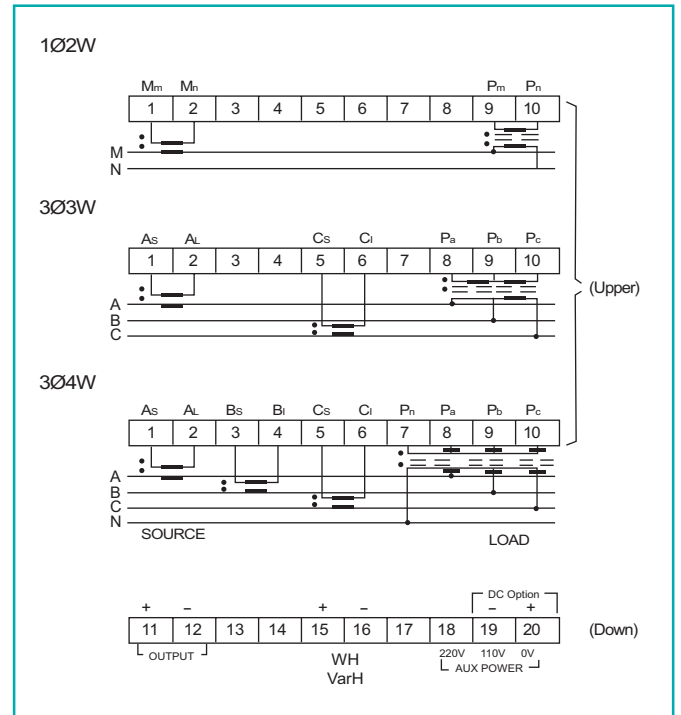 1Ø2W
Mm Mn Pm Pn
1 2 3 4 5 6 7 8 9 10
M
N
3Ø3W
As AL Cs Cl Pa Pb Pc
1 2 3 4 5 6 7 8 9 10
(Upper)
A
B
C
3Ø4W
As AL Bs Bl Cs Cl Pn Pa Pb Pc
1 2 3 4 5 6 7 8 9 10
A
B
C
N
SOURCE LOAD
DC Option
+ – + – – +
11 12 13 14 15 16 17 18 19 20 (Down)
OUTPUT WH 220V 110V 0V
VarH AUX POWER